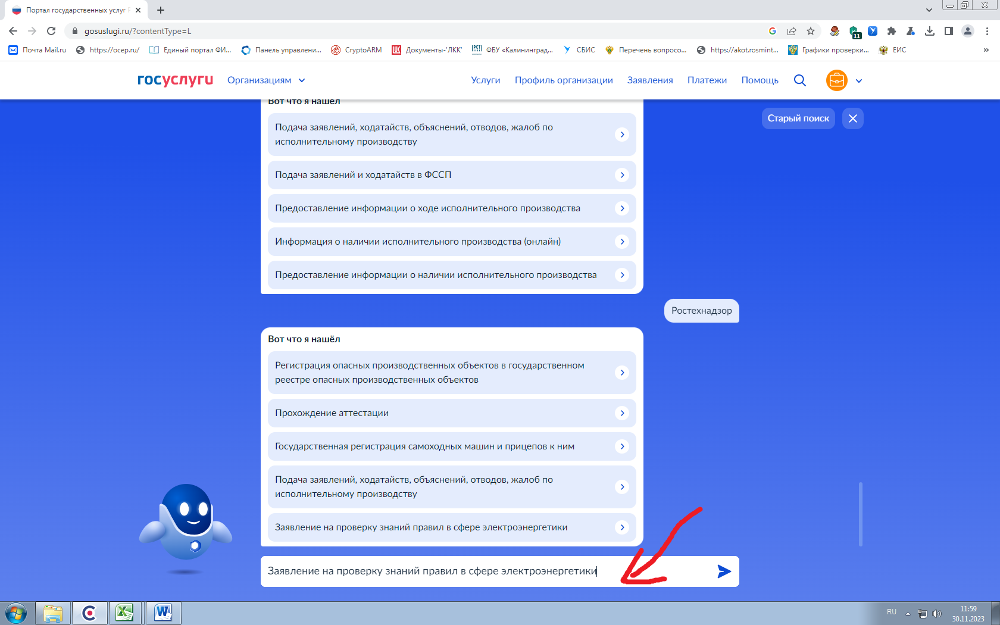 Портал государственных услуг
gosuslugi.ru/?contentType=L
11
Почта Mail.ru
https://ocep.ru/
Единый портал ФИ...
Панель управлени...
CryptoARM
Документы-'ЛКК'
ФБУ «Калининград...
СБИС
Перечень вопросо...
https://akot.rosmint...
Графики проверки...
ЕИС
госуслуги
Организациям
Услуги
Профиль организации
Заявления
Платежи
Помощь
Вот что я нашёл
Старый поиск
Подача заявлений, ходатайств, объяснений, отводов, жалоб по
исполнительному производству
Подача заявлений и ходатайств в ФССП
Предоставление информации о ходе исполнительного производства
Информация о наличии исполнительного производства (онлайн)
Предоставление информации о наличии исполнительного производства
Ростехнадзор
Вот что я нашёл
Регистрация опасных производственных объектов в государственном
реестре опасных производственных объектов
Прохождение аттестации
Государственная регистрация самоходных машин и прицепов к ним
Подача заявлений, ходатайств, объяснений, отводов, жалоб по
исполнительному производству
Заявление на проверку знаний правил в сфере электроэнергетики
Заявление на проверку знаний правил в сфере электроэнергетики
RU
11:59
30.11.2023